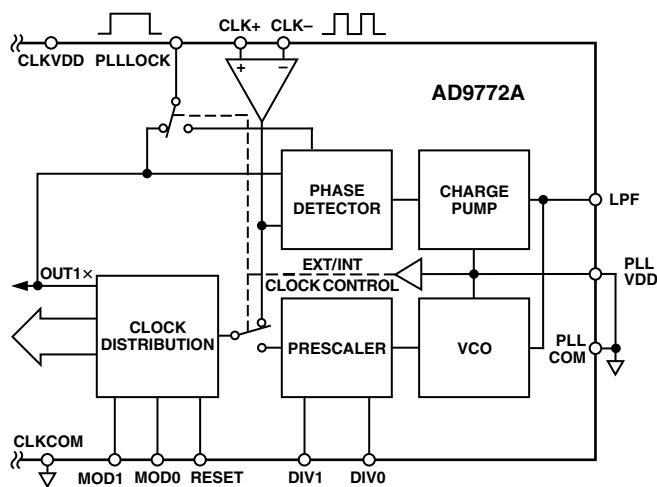 CLK+ CLK–
CLKVDD PLLLOCK
+ –
AD9772A
PHASE
DETECTOR
CHARGE
PUMP
LPF
OUT1×
EXT/INT
CLOCK CONTROL
PLL
VDD
CLOCK
DISTRIBUTION
PRESCALER
VCO
PLL
COM
CLKCOM
MOD1 MOD0 RESET DIV1 DIV0